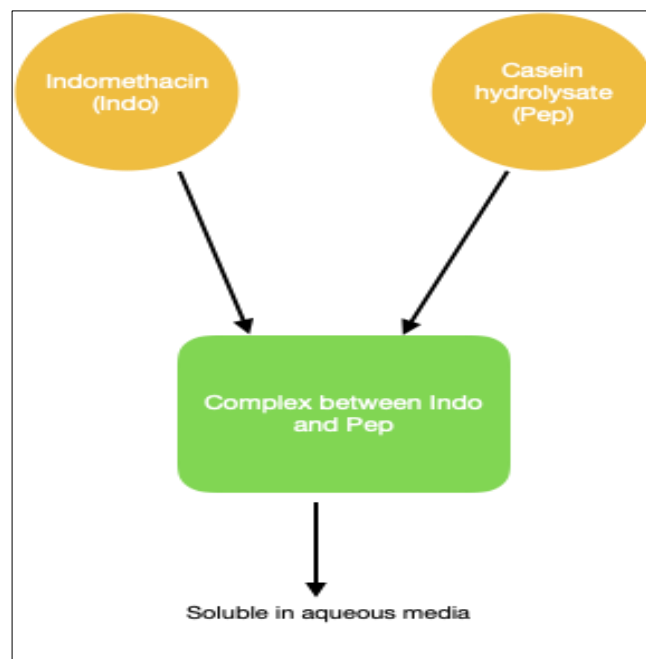 Indomethacin
(Indo)
Casein
hydrolysate
(Pep)
Complex between Indo
and Pep
Soluble in aqueous media